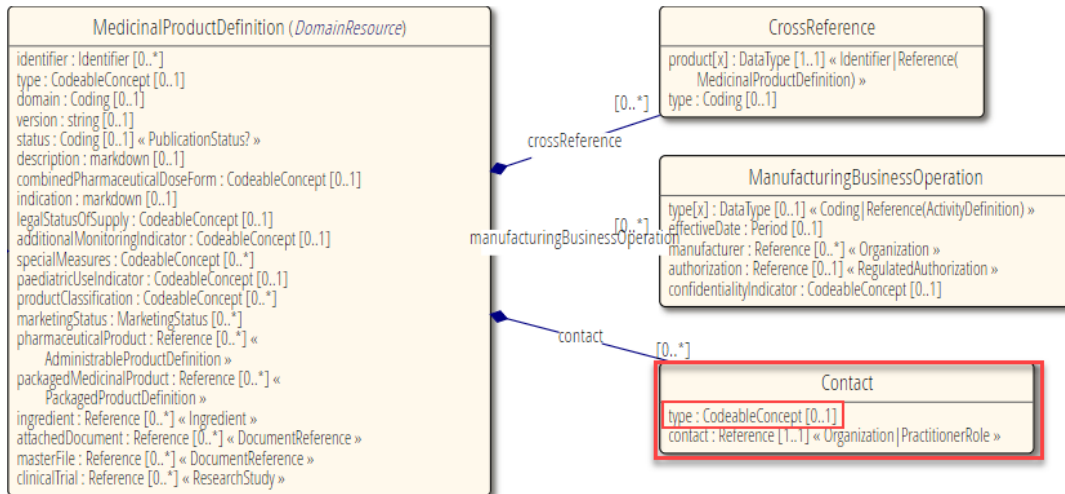 MedicinalProductDefinition (DomainResource)
identifier : Identifier [0..*]
type : CodeableConcept [0..1]
domain : Coding [0..1]
version : string [0..1]
status : Coding [0..1] « PublicationStatus? »
description : markdown [0..1]
combinedPharmaceuticalDoseForm : CodeableConcept [0..1]
indication : markdown [0..1]
legalStatusOfSupply : CodeableConcept [0..1]
additionalMonitoringIndicator : CodeableConcept [0..1]
specialMeasures : CodeableConcept [0..*]
paediatricUseIndicator : CodeableConcept [0..1]
productClassification : CodeableConcept [0..*]
marketingStatus : MarketingStatus [0..*]
pharmaceuticalProduct : Reference [0..*] «
AdministrableProductDefinition »
packagedMedicinalProduct : Reference [0..*] «
PackagedProductDefinition »
ingredient : Reference [0..*] « Ingredient »
attachedDocument : Reference [0..*] « DocumentReference »
masterFile : Reference [0..*] « DocumentReference »
clinicalTrial : Reference [0..*] « ResearchStudy »
[0..*]
crossReference
CrossReference
product[x] : DataType [1..1] « Identifier|Reference(
MedicinalProductDefinition) »
type : Coding [0..1]
[0..*]
manufacturingBusinessOperation
ManufacturingBusinessOperation
type[x] : DataType [0..1] « Coding|Reference(ActivityDefinition) »
effectiveDate : Period [0..1]
manufacturer : Reference [0..*] « Organization »
authorization : Reference [0..1] « RegulatedAuthorization »
confidentialityIndicator : CodeableConcept [0..1]
contact
[0..*]
Contact
type : CodeableConcept [0..1]
contact : Reference [1..1] « Organization|PractitionerRole »